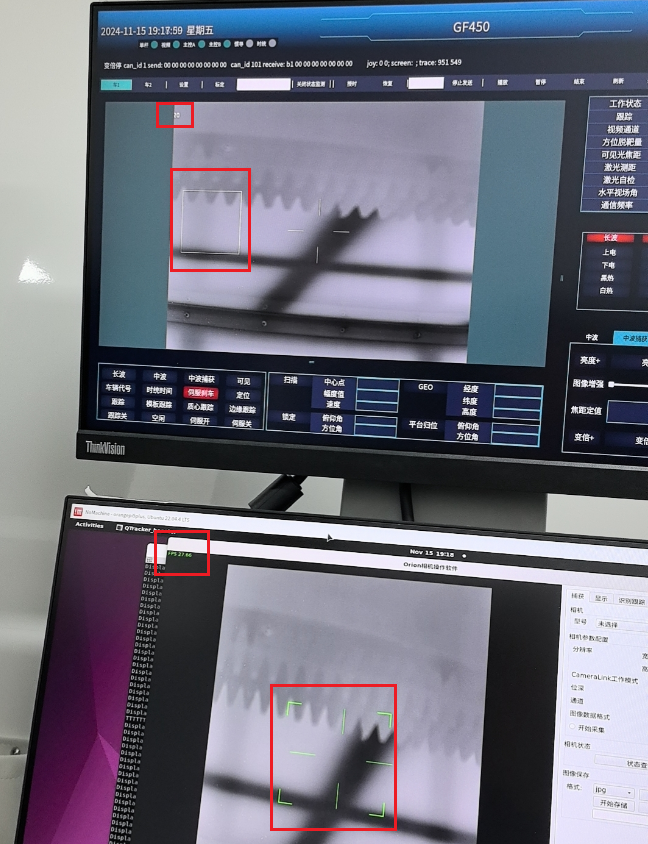 2024-11-15 19:17:59 星期五
GF450
变倍停 can_id 1 send: 00 00 00 00 00 00 00 00 can_id 101 receive: b1 00 00 00 00 00 00 00 joy: 0 0; screen: ; trace: 951 549
车1 车2 设置 标定 关闭状态监测 授时 恢复 停止发送 播放 暂停 结束 刷新
工作状态
跟踪
视频通道
方位脱靶量
可见光焦距
激光测距
激光自检
水平视场角
通信频率
长波
上电
下电
黑热
白热
中波 中波捕获
亮度+
图像增强
焦距定值
变倍+
长波 中波 中波捕获 可见
车辆代号 时统时间 伺服刹车 定位
跟踪 模板跟踪 质心跟踪 边缘跟踪
跟踪关 空间 伺服开 伺服关
扫描 中心点
幅度值
速度
锁定 俯仰角
方位角
GEO 经度
纬度
高度
平台归位 俯仰角
方位角
ThinkVision
Activities
Nov 15 19:18
FPS 27.66
Orion相机操作软件
Displa
Displa
Displa
Displa
Displa
Displa
Displa
Displa
Displa
Displa
Displa
Displa
TTTTTT
Displa
Displa
Displa
Displa
Displa
Displa
Displa
Displa
捕获 显示 识别跟踪
相机
型号 未选择
相机参数配置
分辨率
CameraLink工作模式
位深
通道
图像数据格式
开始采集
相机状态
状态查
图像保存
格式: jpg
开始存储